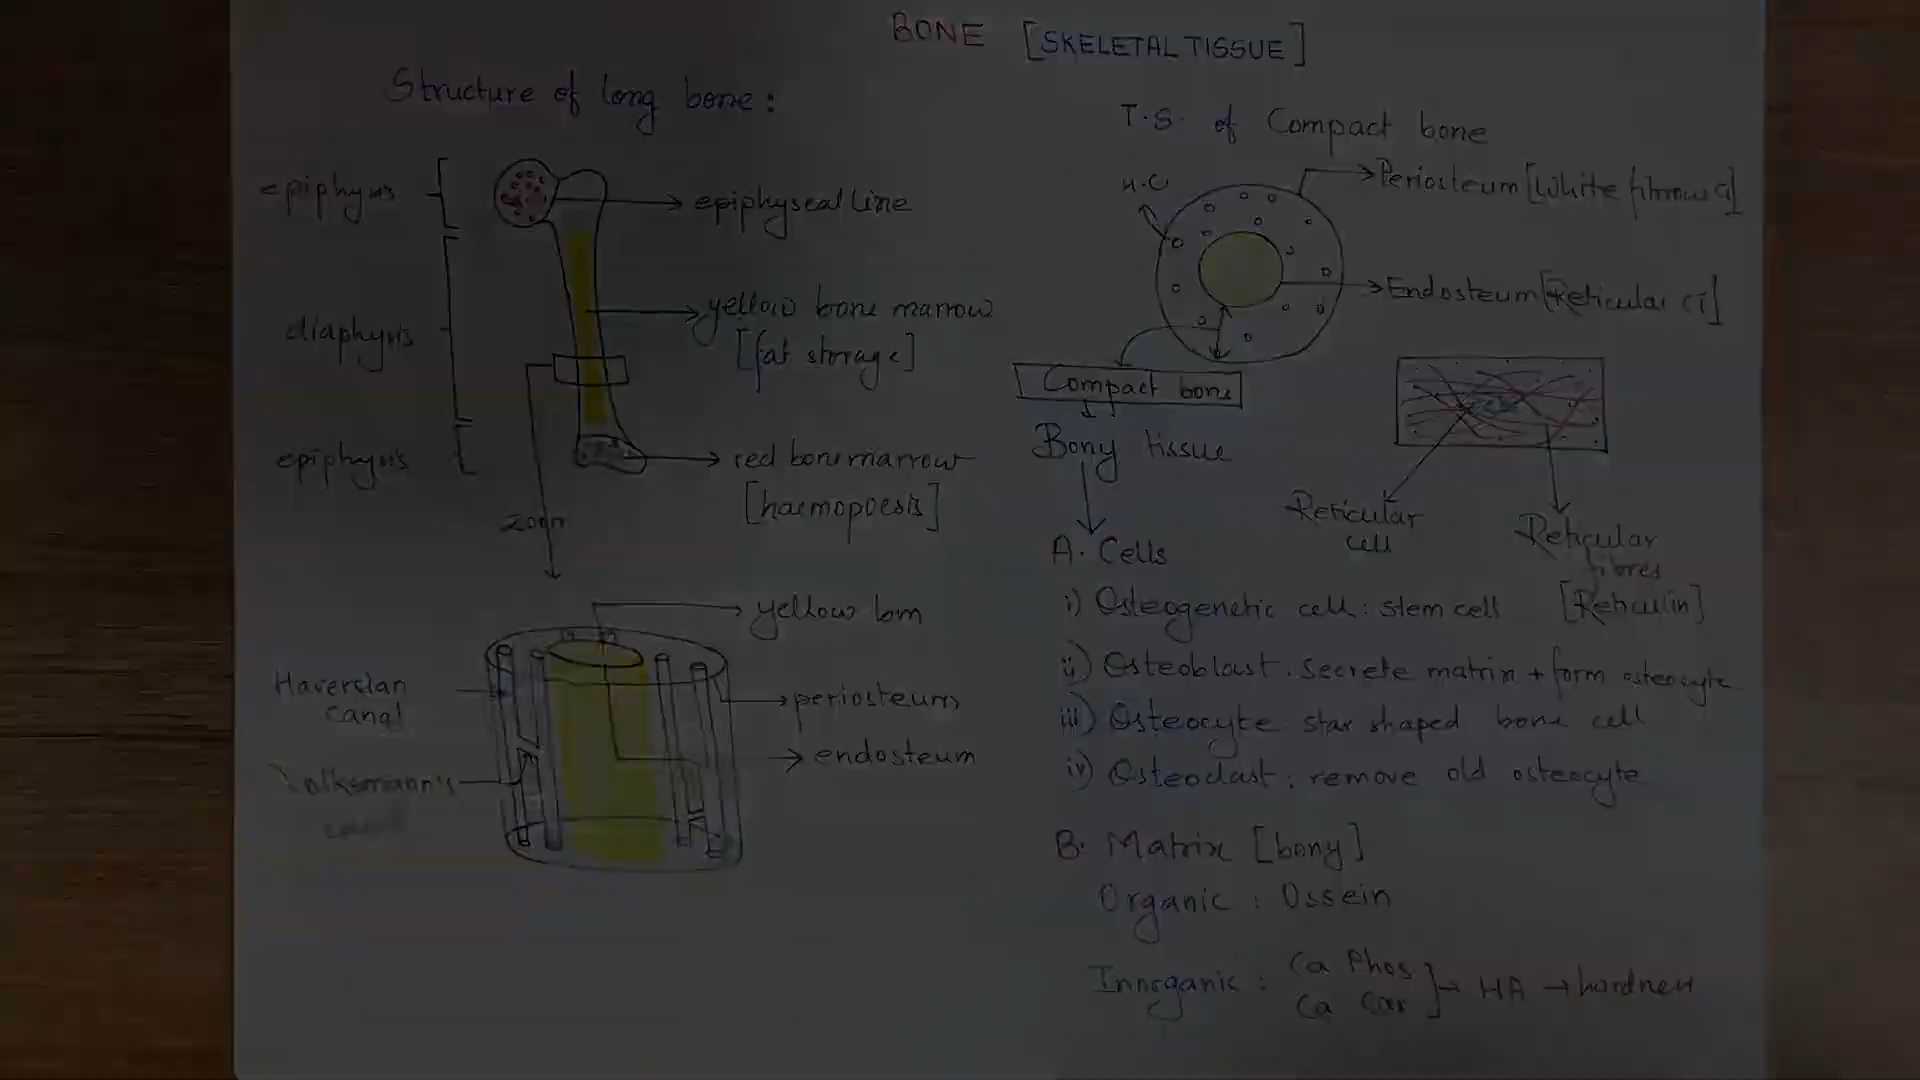 BONE [SKELETAL TISSUE]
Structure of long bone:
epiphysis
epiphyseal line
diaphysis
yellow bone marrow
[fat storage]
epiphysis
red bone marrow
[haemopoesis]
zoom
yellow bm
Haversian
canal
periosteum
endosteum
Volksmann's
T.S. of Compact bone
H.C
Periosteum [White fibrous
Endosteum [Reticular CT]
Compact bone
Bony tissue
Reticular
cell
Reticular
fibres
[Reticulin]
A. Cells
i) Osteogenetic cell: stem cell
ii) Osteoblast: secrete matrix + form osteocyte
iii) Osteocyte star shaped bone cell
iv) Osteoclast: remove old osteocyte
B. Matrix [bony]
Organic: Ossein
Innrganic: Ca Phos
Ca Car
→ HA → hardness